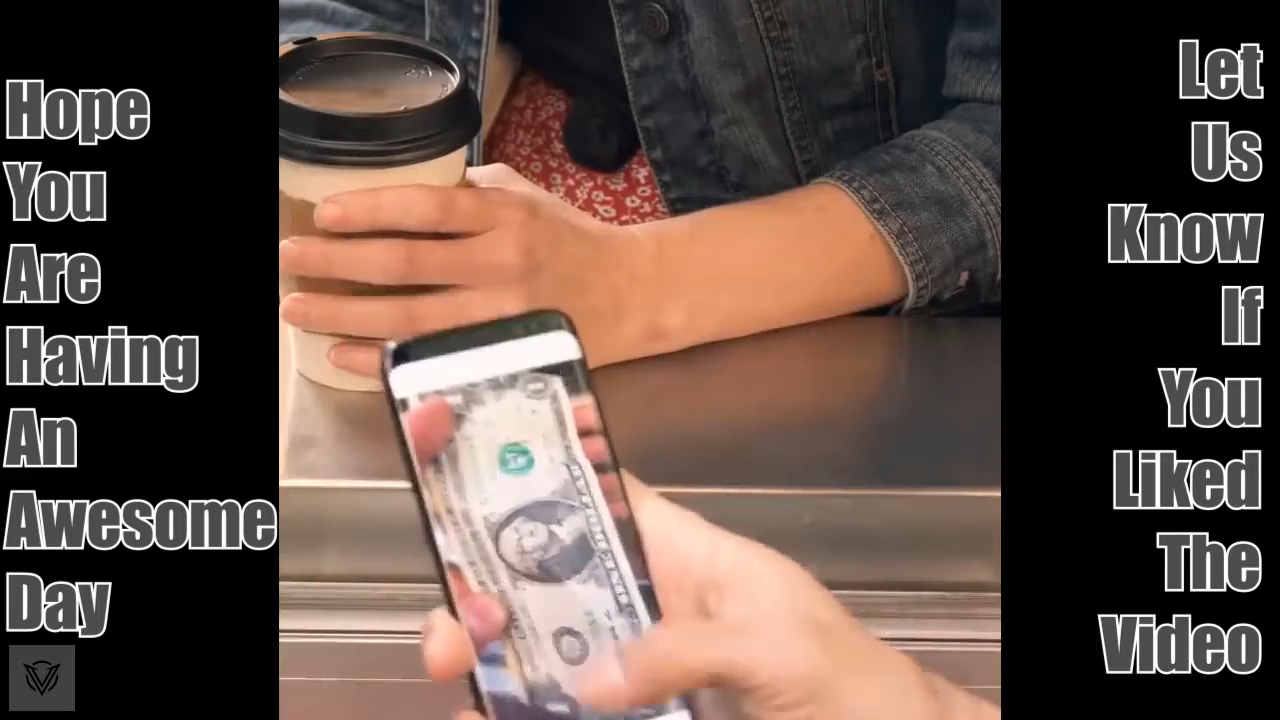 Hope
You
Are
Having
An
Awesome
Day
Let
Us
Know
If
You
Liked
The
Video